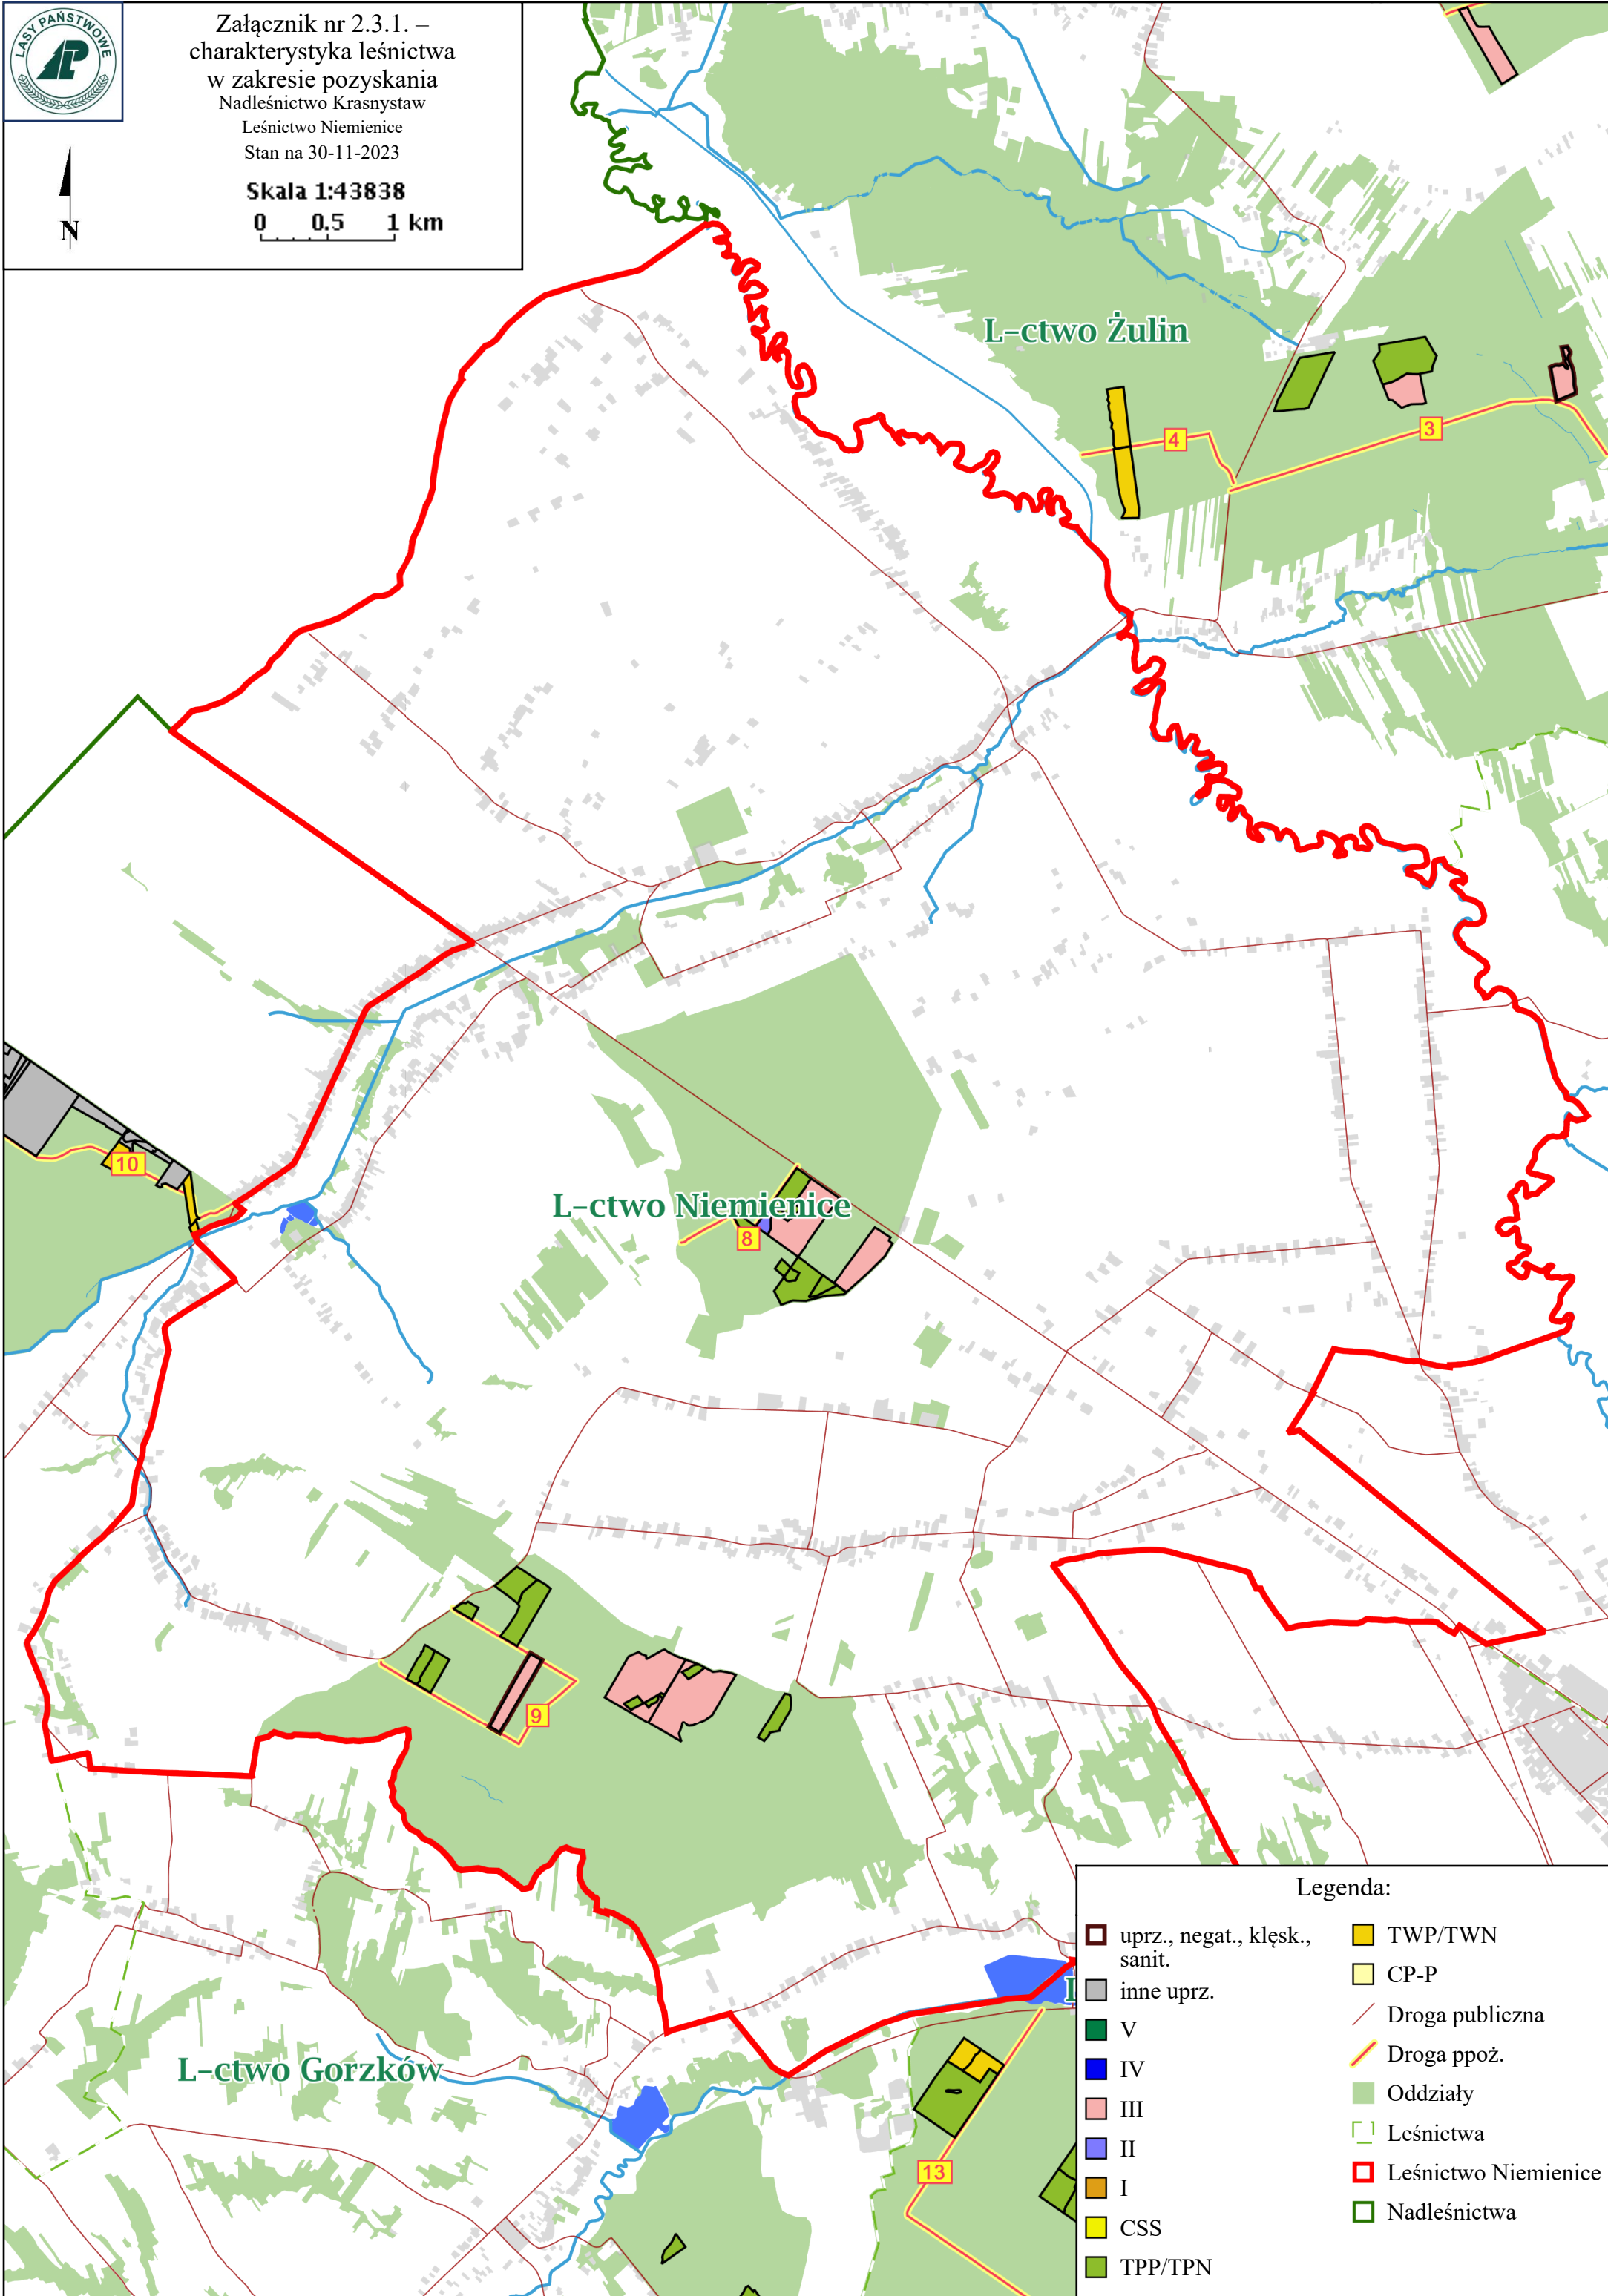 LASY PAŃSTWOWE
Załącznik nr 2.3.1. –
charakterystyka leśnictwa
w zakresie pozyskania
Nadleśnictwo Krasnystaw
Leśnictwo Niemienice
Stan na 30-11-2023
Skala 1:43838
0 0.5 1 km
N
L-ctwo Żulin
4
3
10
L-ctwo Niemienice
8
9
L-ctwo Gorzków
13
Legenda:
uprz., negat., klęsk.,
sanit.
inne uprz.
V
IV
III
II
I
CSS
TPP/TPN
TWP/TWN
CP-P
Droga publiczna
Droga ppoż.
Oddziały
Leśnictwa
Leśnictwo Niemienice
Nadleśnictwa